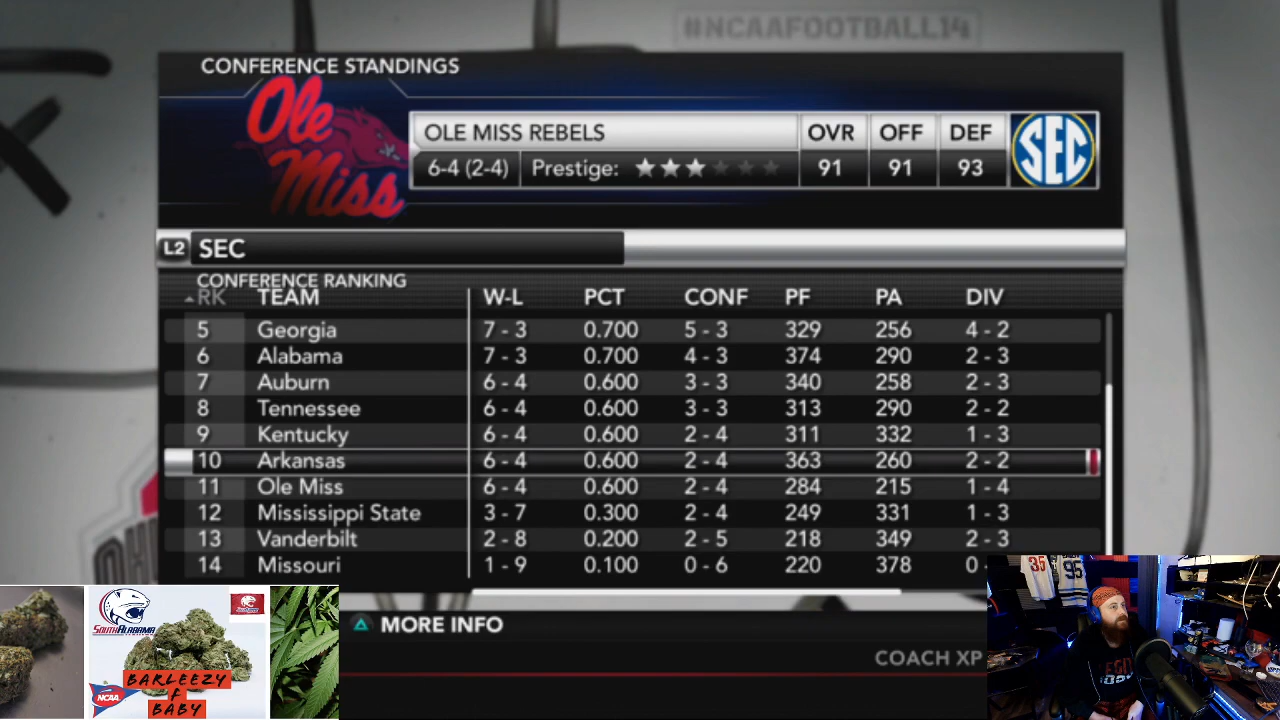 #NCAAFOOTBALL14
CONFERENCE STANDINGS
Ole
Miss
OLE MISS REBELS OVR OFF DEF
6-4 (2-4) Prestige: 91 91 93
SEC
L2 SEC
CONFERENCE RANKING
RK TEAM W-L PCT CONF PF PA DIV
5 Georgia 7 - 3 0.700 5 - 3 329 256 4 - 2
6 Alabama 7 - 3 0.700 4 - 3 374 290 2 - 3
7 Auburn 6 - 4 0.600 3 - 3 340 258 2 - 3
8 Tennessee 6 - 4 0.600 3 - 3 313 290 2 - 2
9 Kentucky 6 - 4 0.600 2 - 4 311 332 1 - 3
10 Arkansas 6 - 4 0.600 2 - 4 363 260 2 - 2
11 Ole Miss 6 - 4 0.600 2 - 4 284 215 1 - 4
12 Mississippi State 3 - 7 0.300 2 - 4 249 331 1 - 3
13 Vanderbilt 2 - 8 0.200 2 - 5 218 349 2 - 3
14 Missouri 1 - 9 0.100 0 - 6 220 378 0
MORE INFO
COACH XP
SOUTH ALABAMA
NCAA
BARLEEZY
F
BABY
35
95